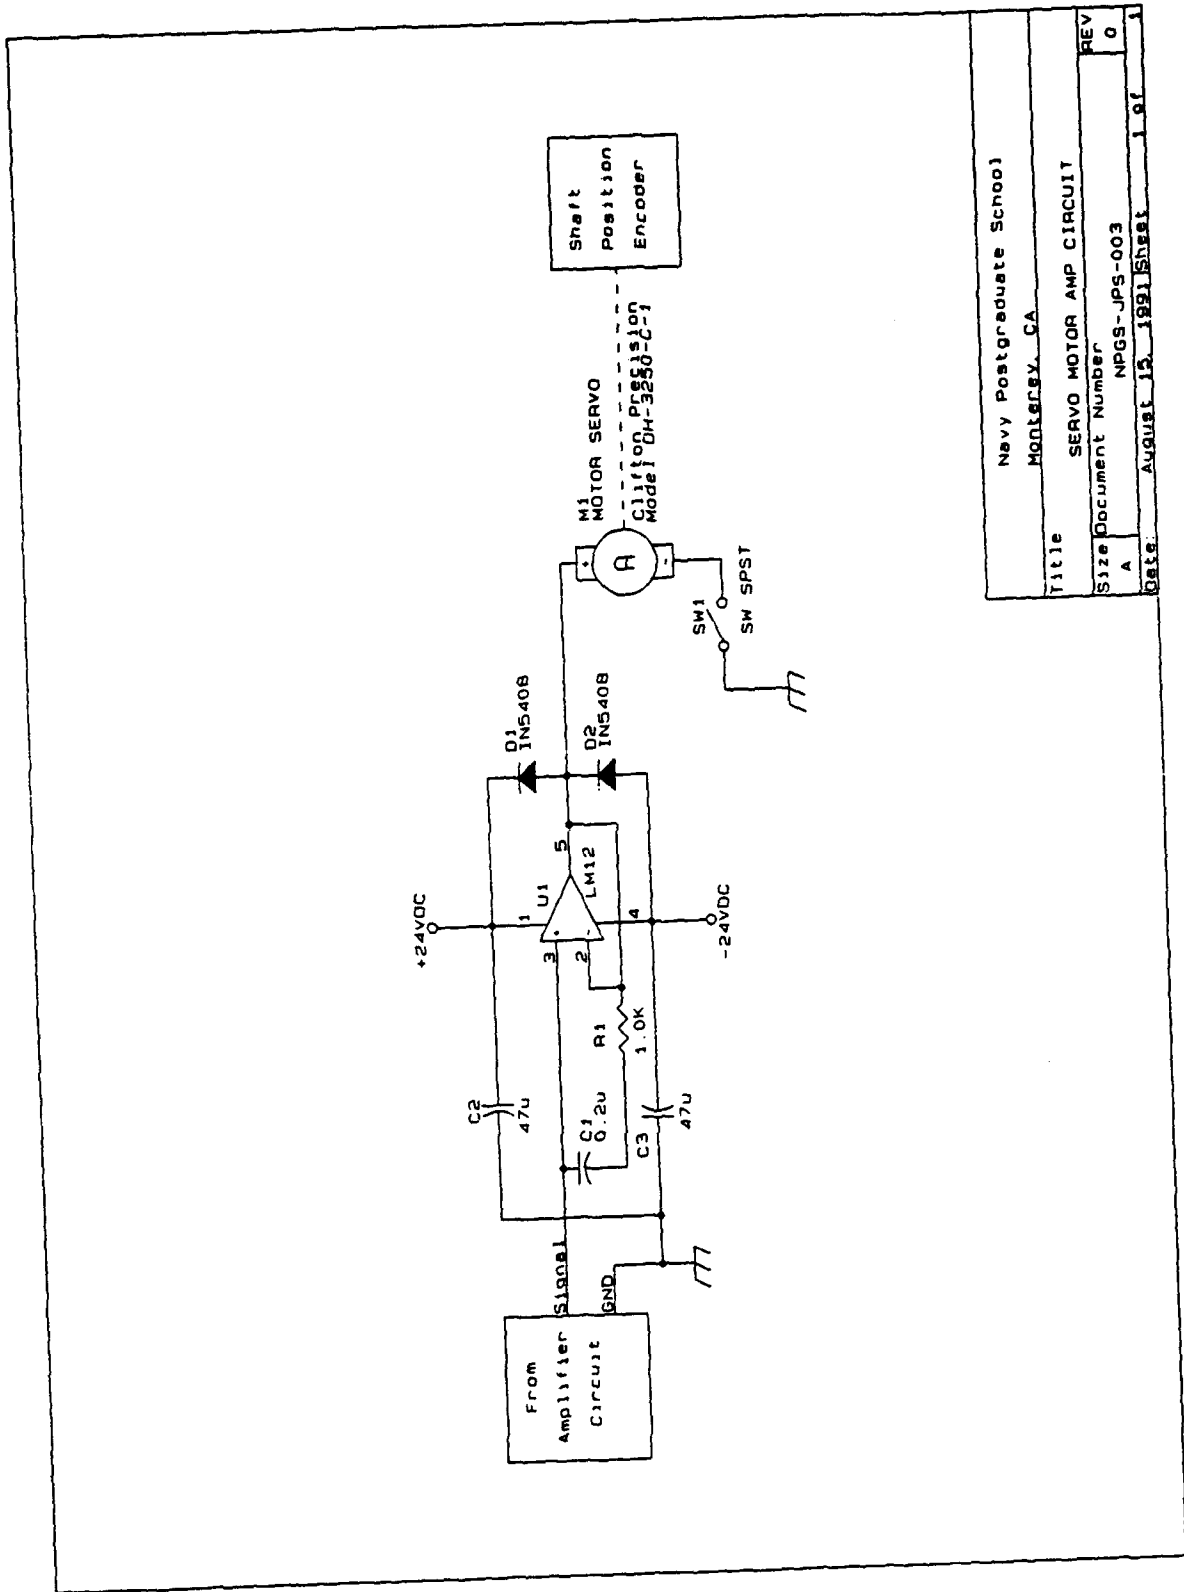 From
Amplifier
Circuit
Signal
GND
C2
47u
C1
0.2u
R1
1.0K
C3
47u
+24VDC
1
U1
3
+
2
-
5
LM12
4
-24VDC
D1
IN5408
D2
IN5408
M1
MOTOR SERVO
+
A
-
Clifton Precision
Model DH-3250-C-1
SW1
SW SPST
Shaft
Position
Encoder
Navy Postgraduate School
Monterey, CA
Title
SERVO MOTOR AMP CIRCUIT
Size Document Number
REV
A
NPGS-JPS-003
0
Date: August 15, 1991 Sheet 1 of 1